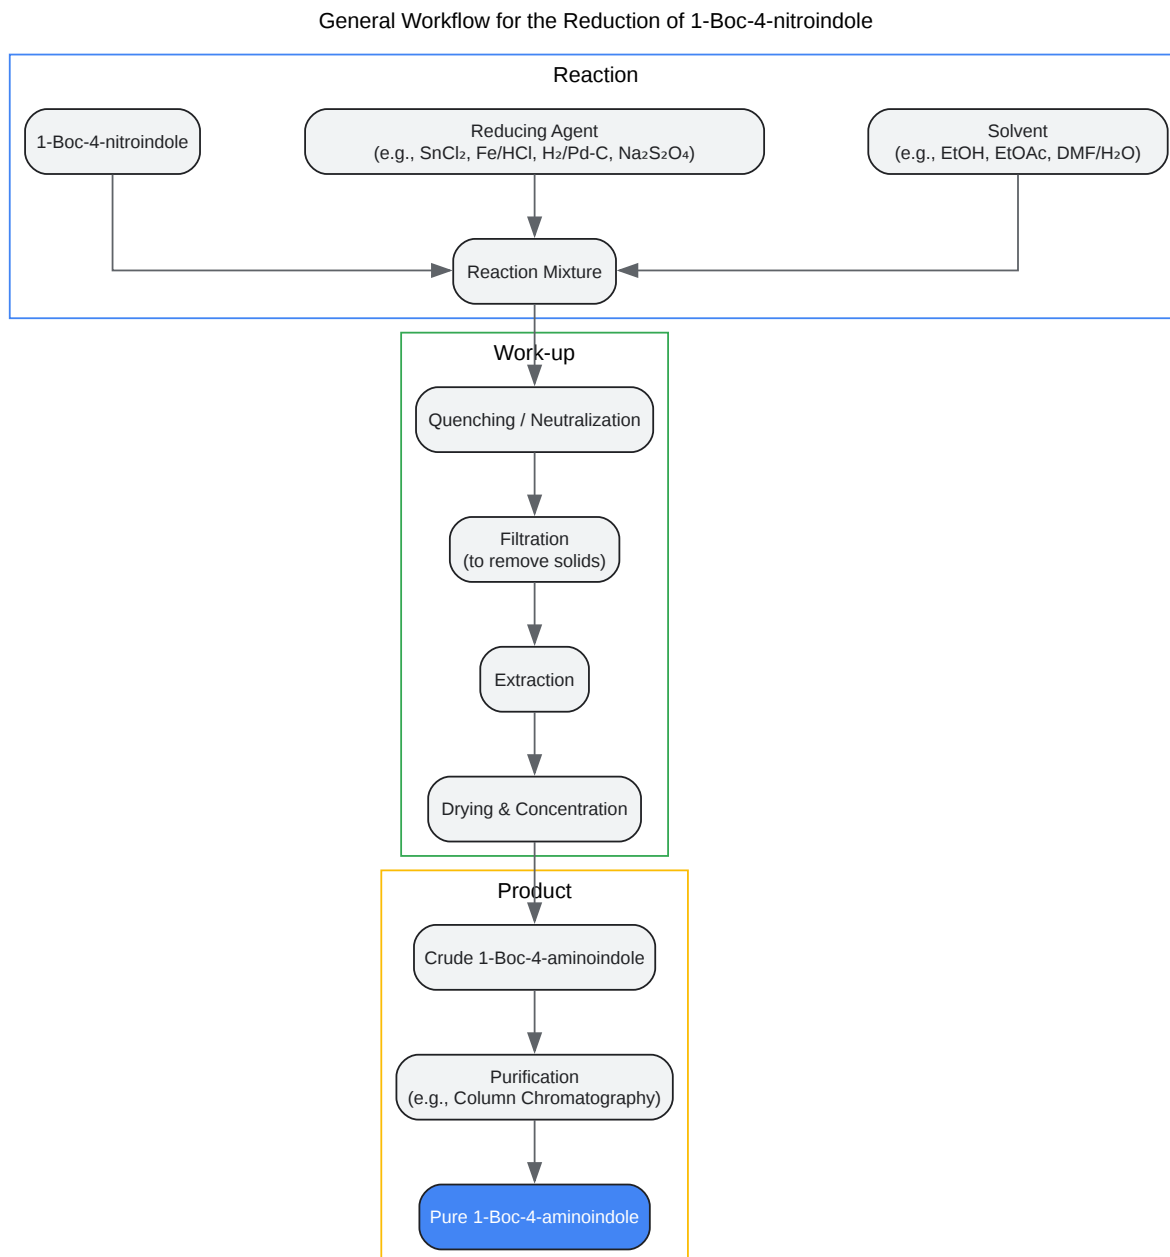 General Workflow for the Reduction of 1-Boc-4-nitroindole
Reaction
1-Boc-4-nitroindole
Reducing Agent
(e.g., SnCl₂, Fe/HCl, H₂/Pd-C, Na₂S₂O₄)
Solvent
(e.g., EtOH, EtOAc, DMF/H₂O)
Reaction Mixture
Work-up
Quenching / Neutralization
Filtration
(to remove solids)
Extraction
Drying & Concentration
Product
Crude 1-Boc-4-aminoindole
Purification
(e.g., Column Chromatography)
Pure 1-Boc-4-aminoindole